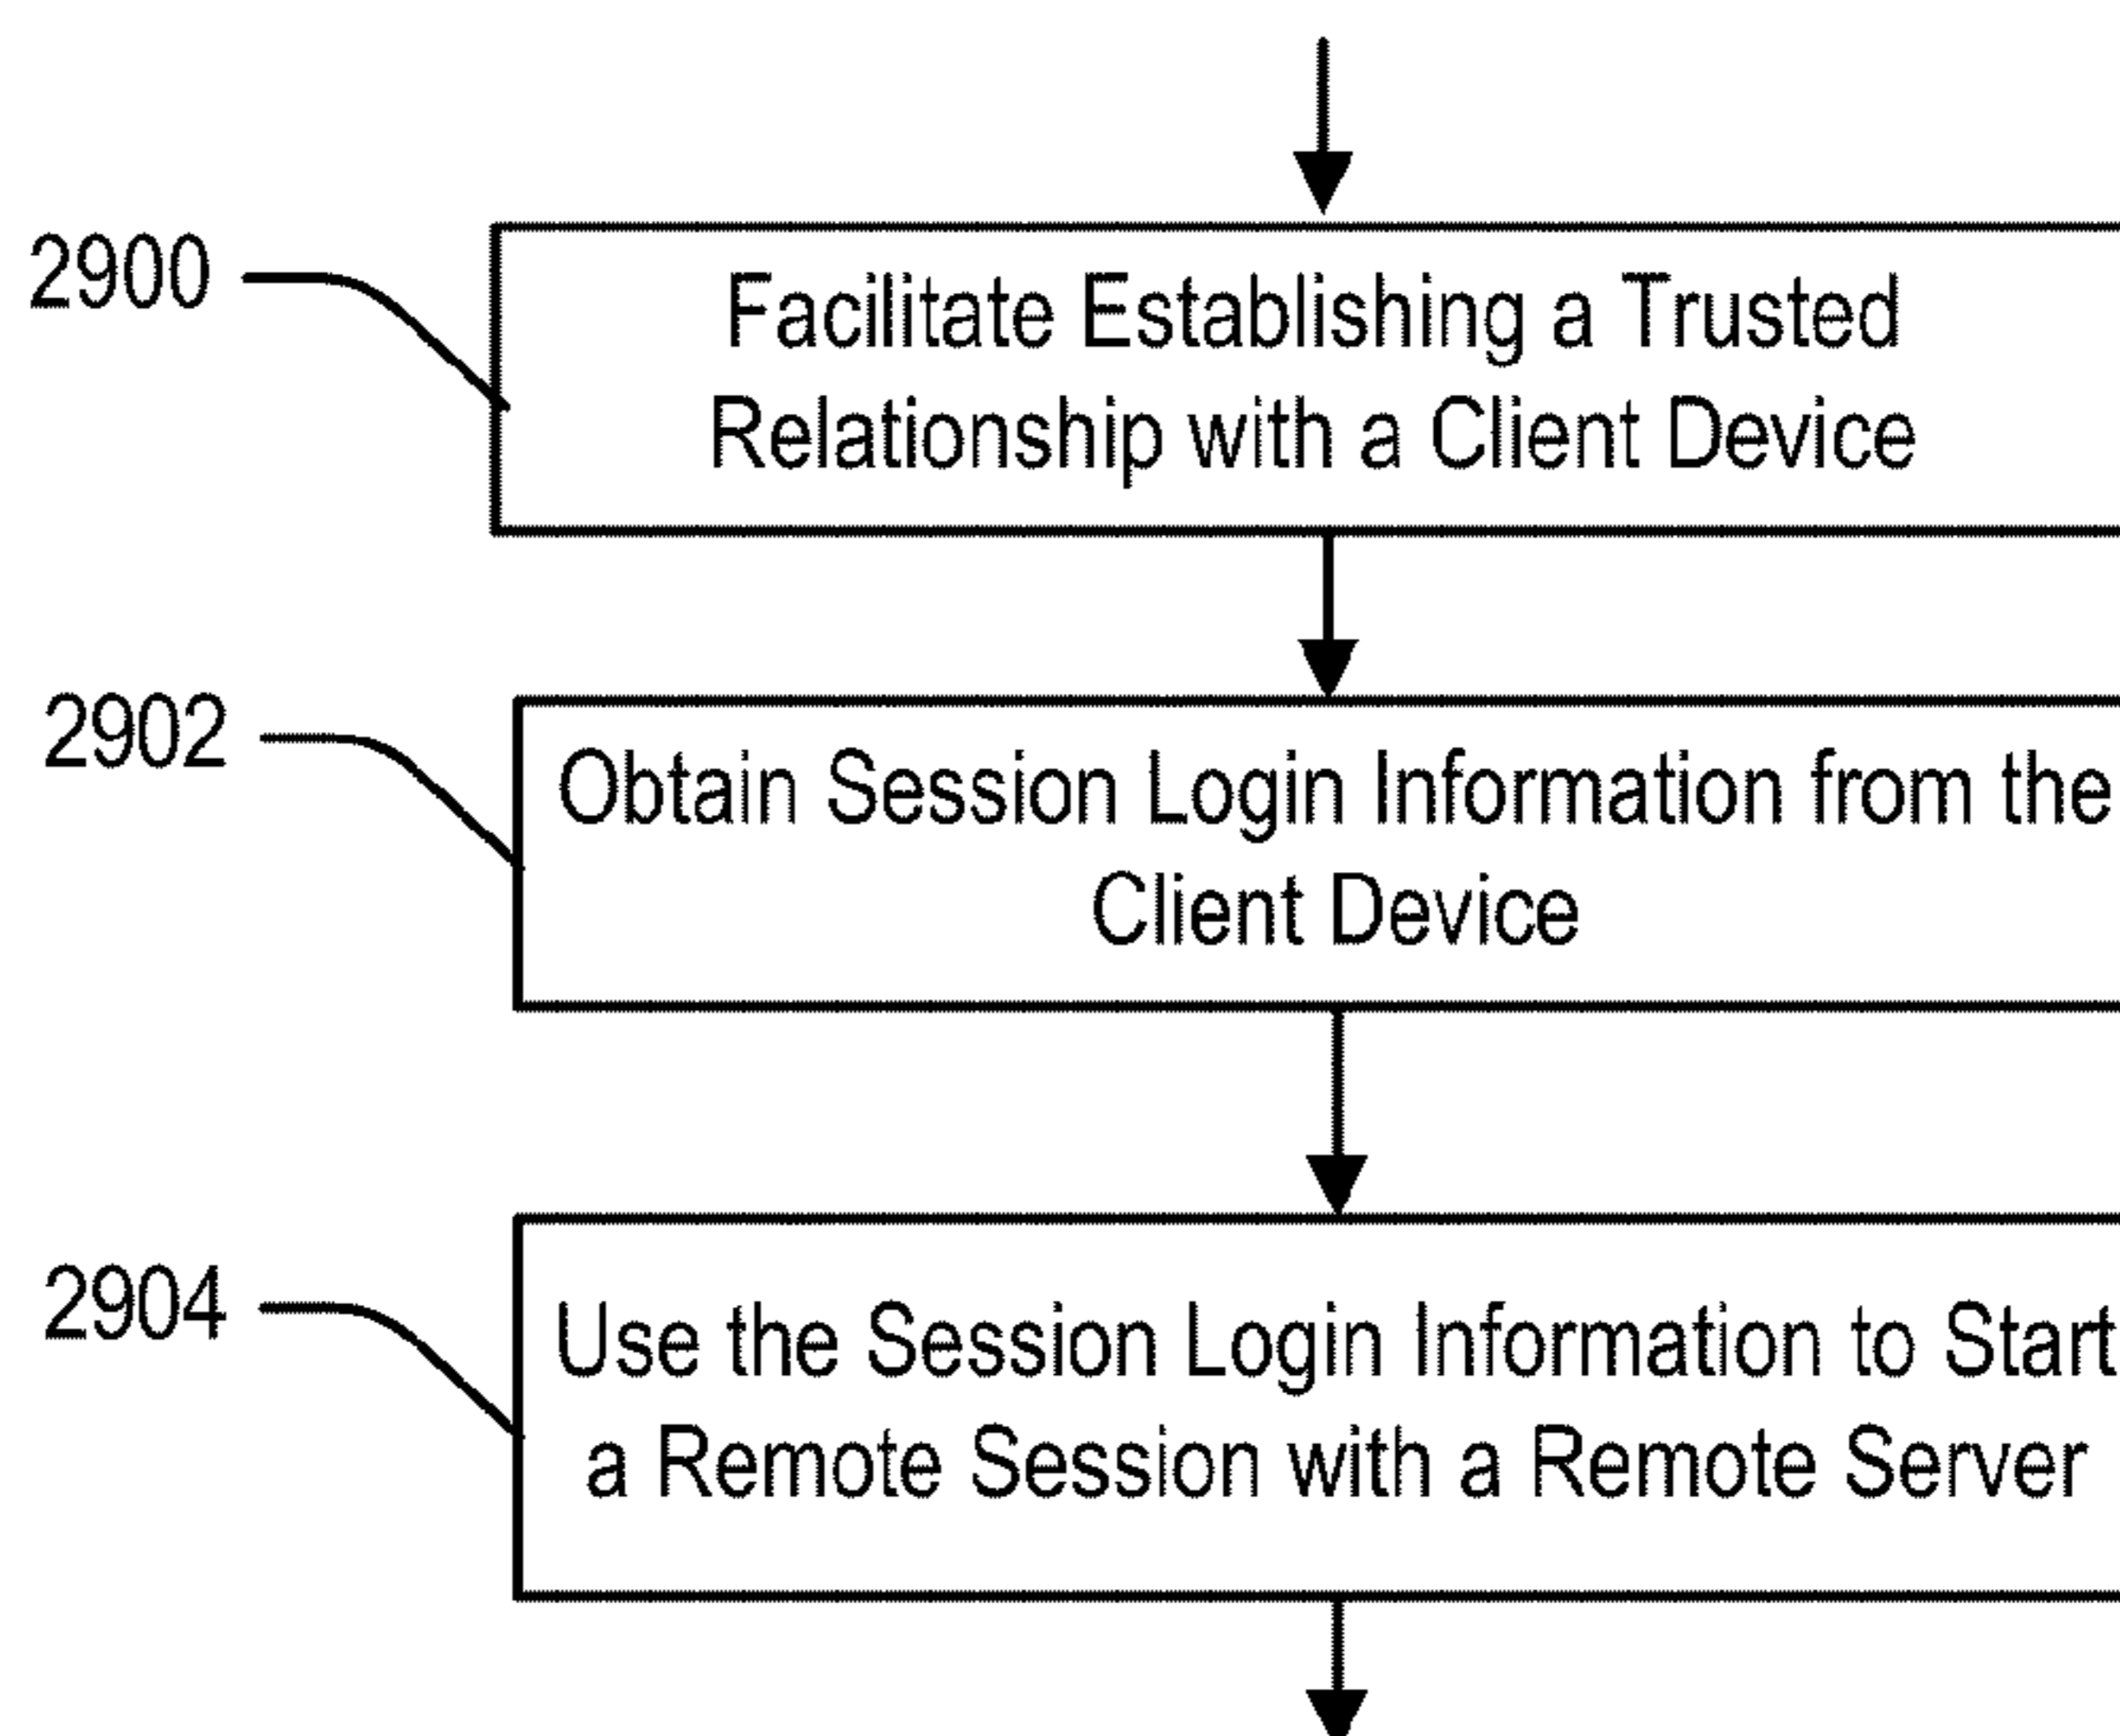 2900
Facilitate Establishing a Trusted
Relationship with a Client Device
2902
Obtain Session Login Information from the
Client Device
2904
Use the Session Login Information to Start
a Remote Session with a Remote Server